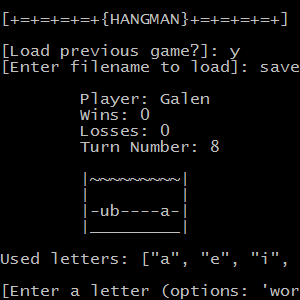 [+=+=+=+=+{HANGMAN}+=+=+=+=+]
[Load previous game?]: y
[Enter filename to load]: save
Player: Galen
Wins: 0
Losses: 0
Turn Number: 8
|~~~~~~~~~|
|         |
|-ub----a-|
|_________|
Used letters: ["a", "e", "i",
[Enter a letter (options: 'wor